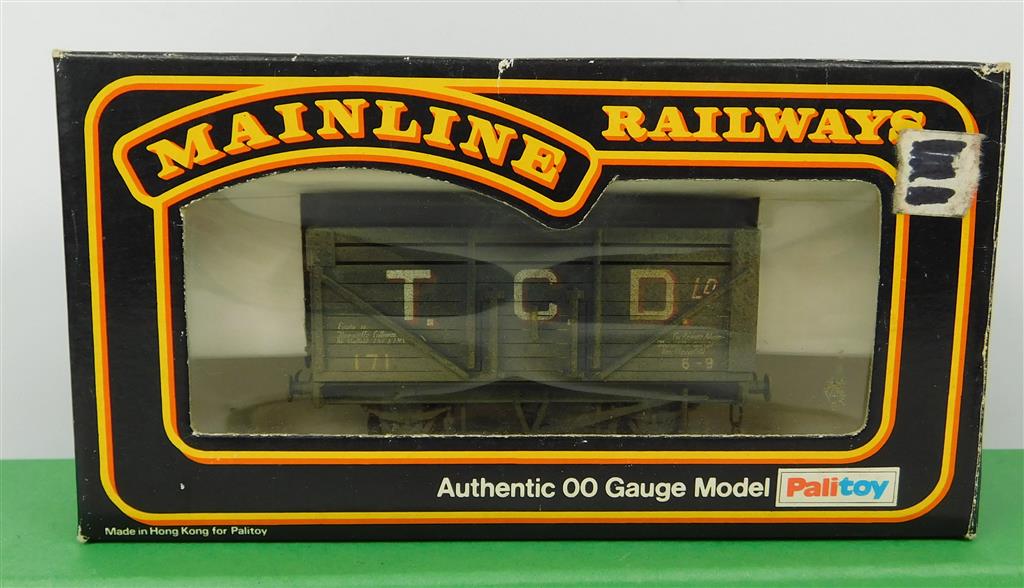 MAINLINE RAILWAYS
T. C. D. LD
171
6-9
Authentic 00 Gauge Model Palitoy
Made in Hong Kong for Palitoy